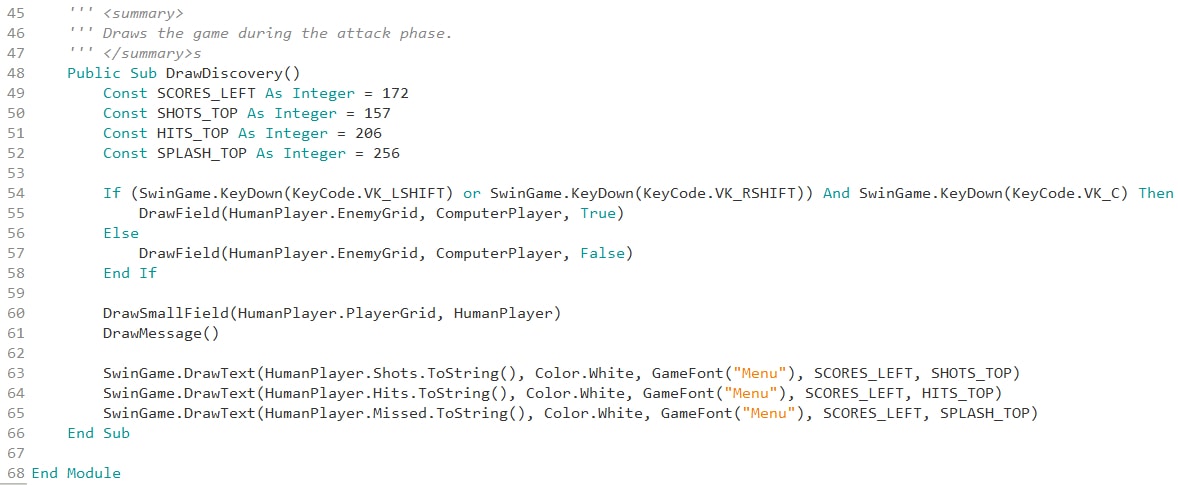 45     ''' <summary>
46     ''' Draws the game during the attack phase.
47     ''' </summary>s
48     Public Sub DrawDiscovery()
49         Const SCORES_LEFT As Integer = 172
50         Const SHOTS_TOP As Integer = 157
51         Const HITS_TOP As Integer = 206
52         Const SPLASH_TOP As Integer = 256
53
54         If (SwinGame.KeyDown(KeyCode.VK_LSHIFT) or SwinGame.KeyDown(KeyCode.VK_RSHIFT)) And SwinGame.KeyDown(KeyCode.VK_C) Then
55             DrawField(HumanPlayer.EnemyGrid, ComputerPlayer, True)
56         Else
57             DrawField(HumanPlayer.EnemyGrid, ComputerPlayer, False)
58         End If
59
60         DrawSmallField(HumanPlayer.PlayerGrid, HumanPlayer)
61         DrawMessage()
62
63         SwinGame.DrawText(HumanPlayer.Shots.ToString(), Color.White, GameFont("Menu"), SCORES_LEFT, SHOTS_TOP)
64         SwinGame.DrawText(HumanPlayer.Hits.ToString(), Color.White, GameFont("Menu"), SCORES_LEFT, HITS_TOP)
65         SwinGame.DrawText(HumanPlayer.Missed.ToString(), Color.White, GameFont("Menu"), SCORES_LEFT, SPLASH_TOP)
66     End Sub
67
68 End Module